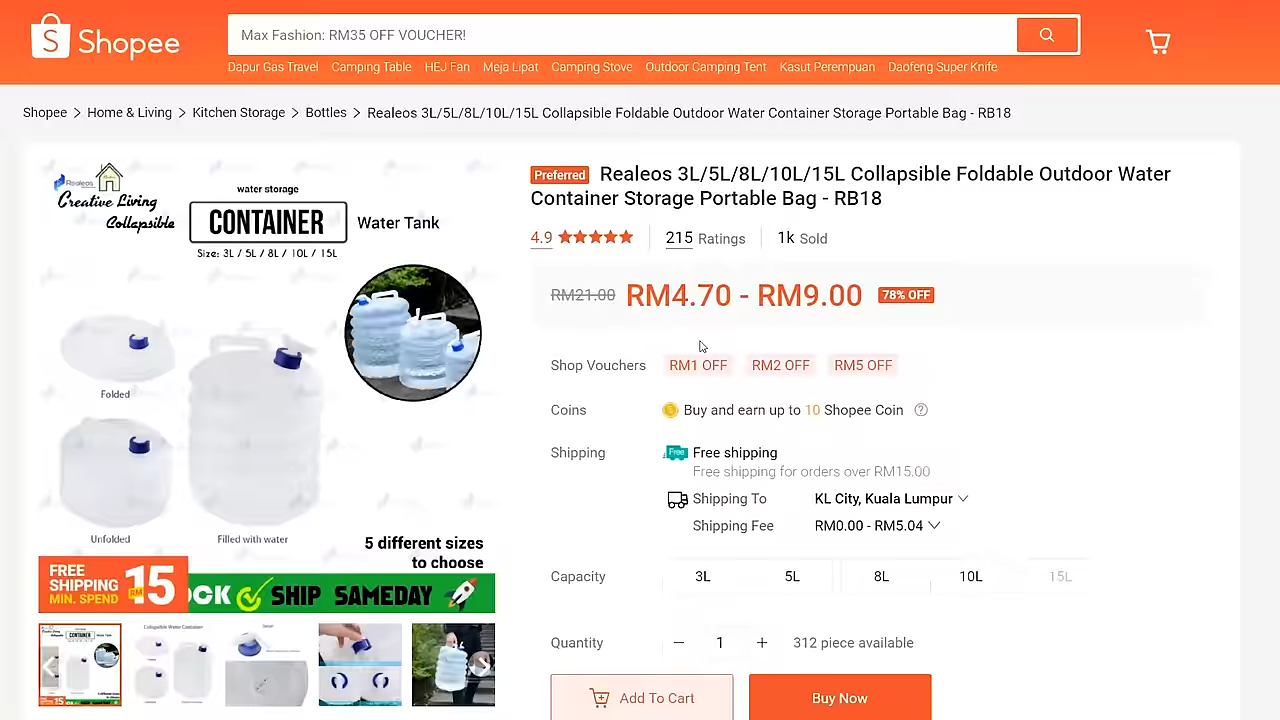 Shopee
Max Fashion: RM35 OFF VOUCHER!
Dapur Gas Travel Camping Table HEJ Fan Meja Lipat Camping Stove Outdoor Camping Tent Kasut Perempuan Daofeng Super Knife
Shopee > Home & Living > Kitchen Storage > Bottles > Realeos 3L/5L/8L/10L/15L Collapsible Foldable Outdoor Water Container Storage Portable Bag - RB18
Realeos
Creative Living
Collapsible
water storage
CONTAINER
Water Tank
Size: 3L / 5L / 8L / 10L / 15L
Folded
Unfolded
Filled with water
5 different sizes
to choose
FREE
SHIPPING
MIN. SPEND RM 15
OCK SHIP SAMEDAY
Preferred Realeos 3L/5L/8L/10L/15L Collapsible Foldable Outdoor Water
Container Storage Portable Bag - RB18
4.9 215 Ratings 1k Sold
RM21.00 RM4.70 - RM9.00 78% OFF
Shop Vouchers RM1 OFF RM2 OFF RM5 OFF
Coins Buy and earn up to 10 Shopee Coin ?
Shipping Free Free shipping
Free shipping for orders over RM15.00
Shipping To KL City, Kuala Lumpur
Shipping Fee RM0.00 - RM5.04
Capacity 3L 5L 8L 10L 15L
Quantity − 1 + 312 piece available
Add To Cart Buy Now